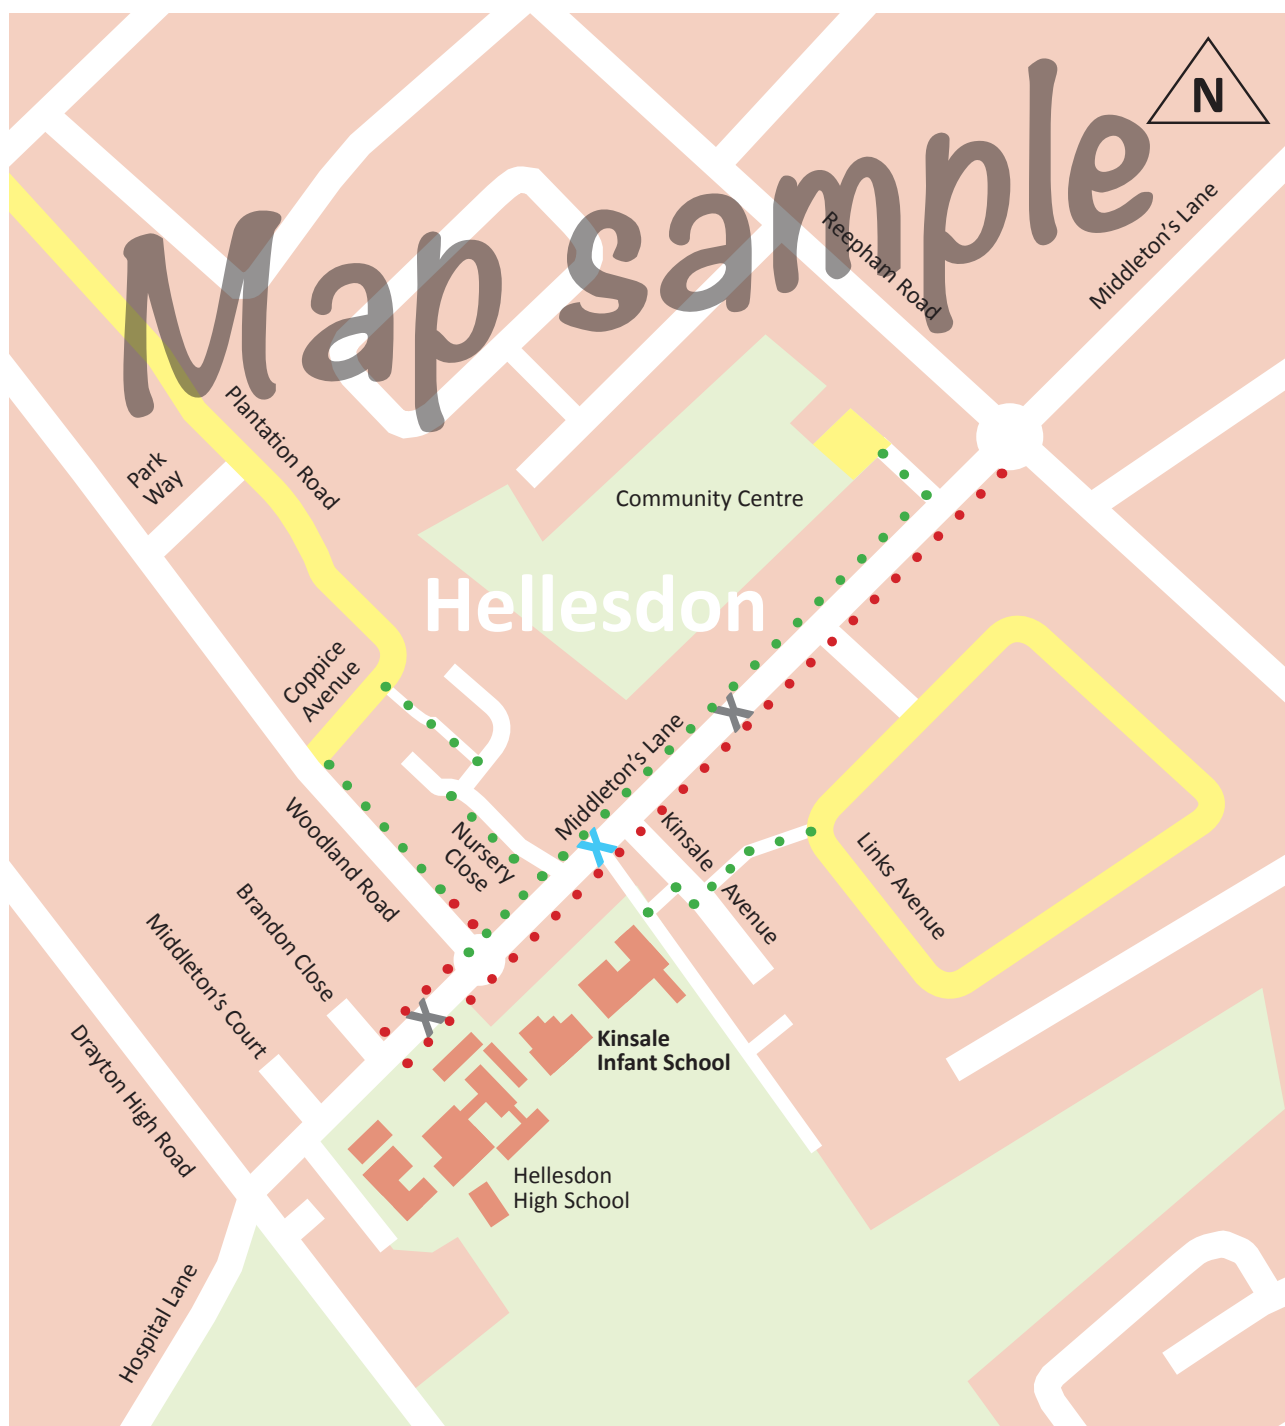 N
Map sample
Reepham Road
Middleton's Lane
Plantation Road
Park
Way
Community Centre
Hellesdon
Coppice
Avenue
Middleton's Lane
Woodland Road
Nursery
Close
Kinsale
Avenue
Links Avenue
Brandon Close
Middleton's Court
Drayton High Road
Kinsale
Infant School
Hellesdon
High School
Hospital Lane